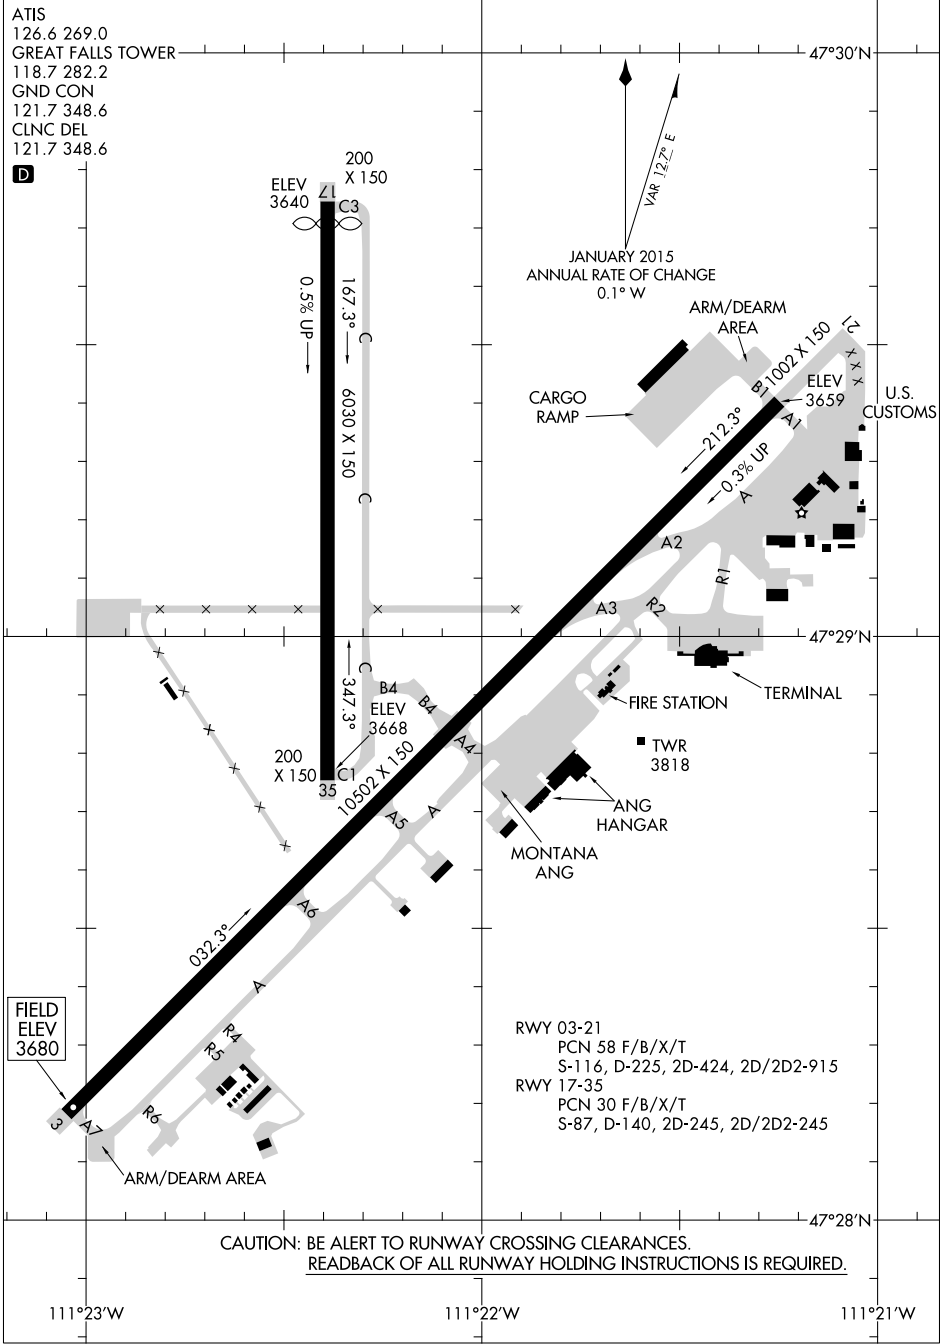 ATIS
126.6 269.0
GREAT FALLS TOWER
118.7 282.2
GND CON
121.7 348.6
CLNC DEL
121.7 348.6
D
47°30'N
VAR 12.7° E
JANUARY 2015
ANNUAL RATE OF CHANGE
0.1° W
200
X 150
ELEV
3640
17
C3
0.5% UP
167.3°
6030 X 150
C
C
C
347.3°
ELEV
3668
200
X 150
C1
35
ARM/DEARM
AREA
21
1002 X 150
X X X
B1
ELEV
3659
A1
U.S.
CUSTOMS
CARGO
RAMP
212.3°
0.3% UP
A
A2
R1
A3
R2
47°29'N
TERMINAL
FIRE STATION
TWR
3818
B4
B4
A4
10502 X 150
A5
A
ANG
HANGAR
MONTANA
ANG
A6
032.3°
A
FIELD
ELEV
3680
R4
R5
R6
3
A7
ARM/DEARM AREA
RWY 03-21
PCN 58 F/B/X/T
S-116, D-225, 2D-424, 2D/2D2-915
RWY 17-35
PCN 30 F/B/X/T
S-87, D-140, 2D-245, 2D/2D2-245
47°28'N
CAUTION: BE ALERT TO RUNWAY CROSSING CLEARANCES.
READBACK OF ALL RUNWAY HOLDING INSTRUCTIONS IS REQUIRED.
111°23'W
111°22'W
111°21'W